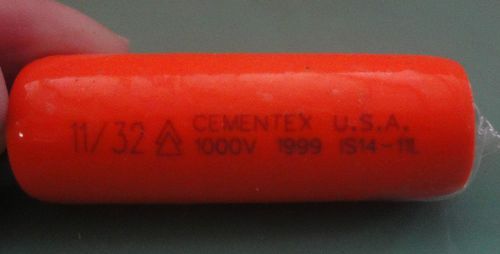 11/32 CEMENTEX U.S.A.
1000V 1999 IS14-11L